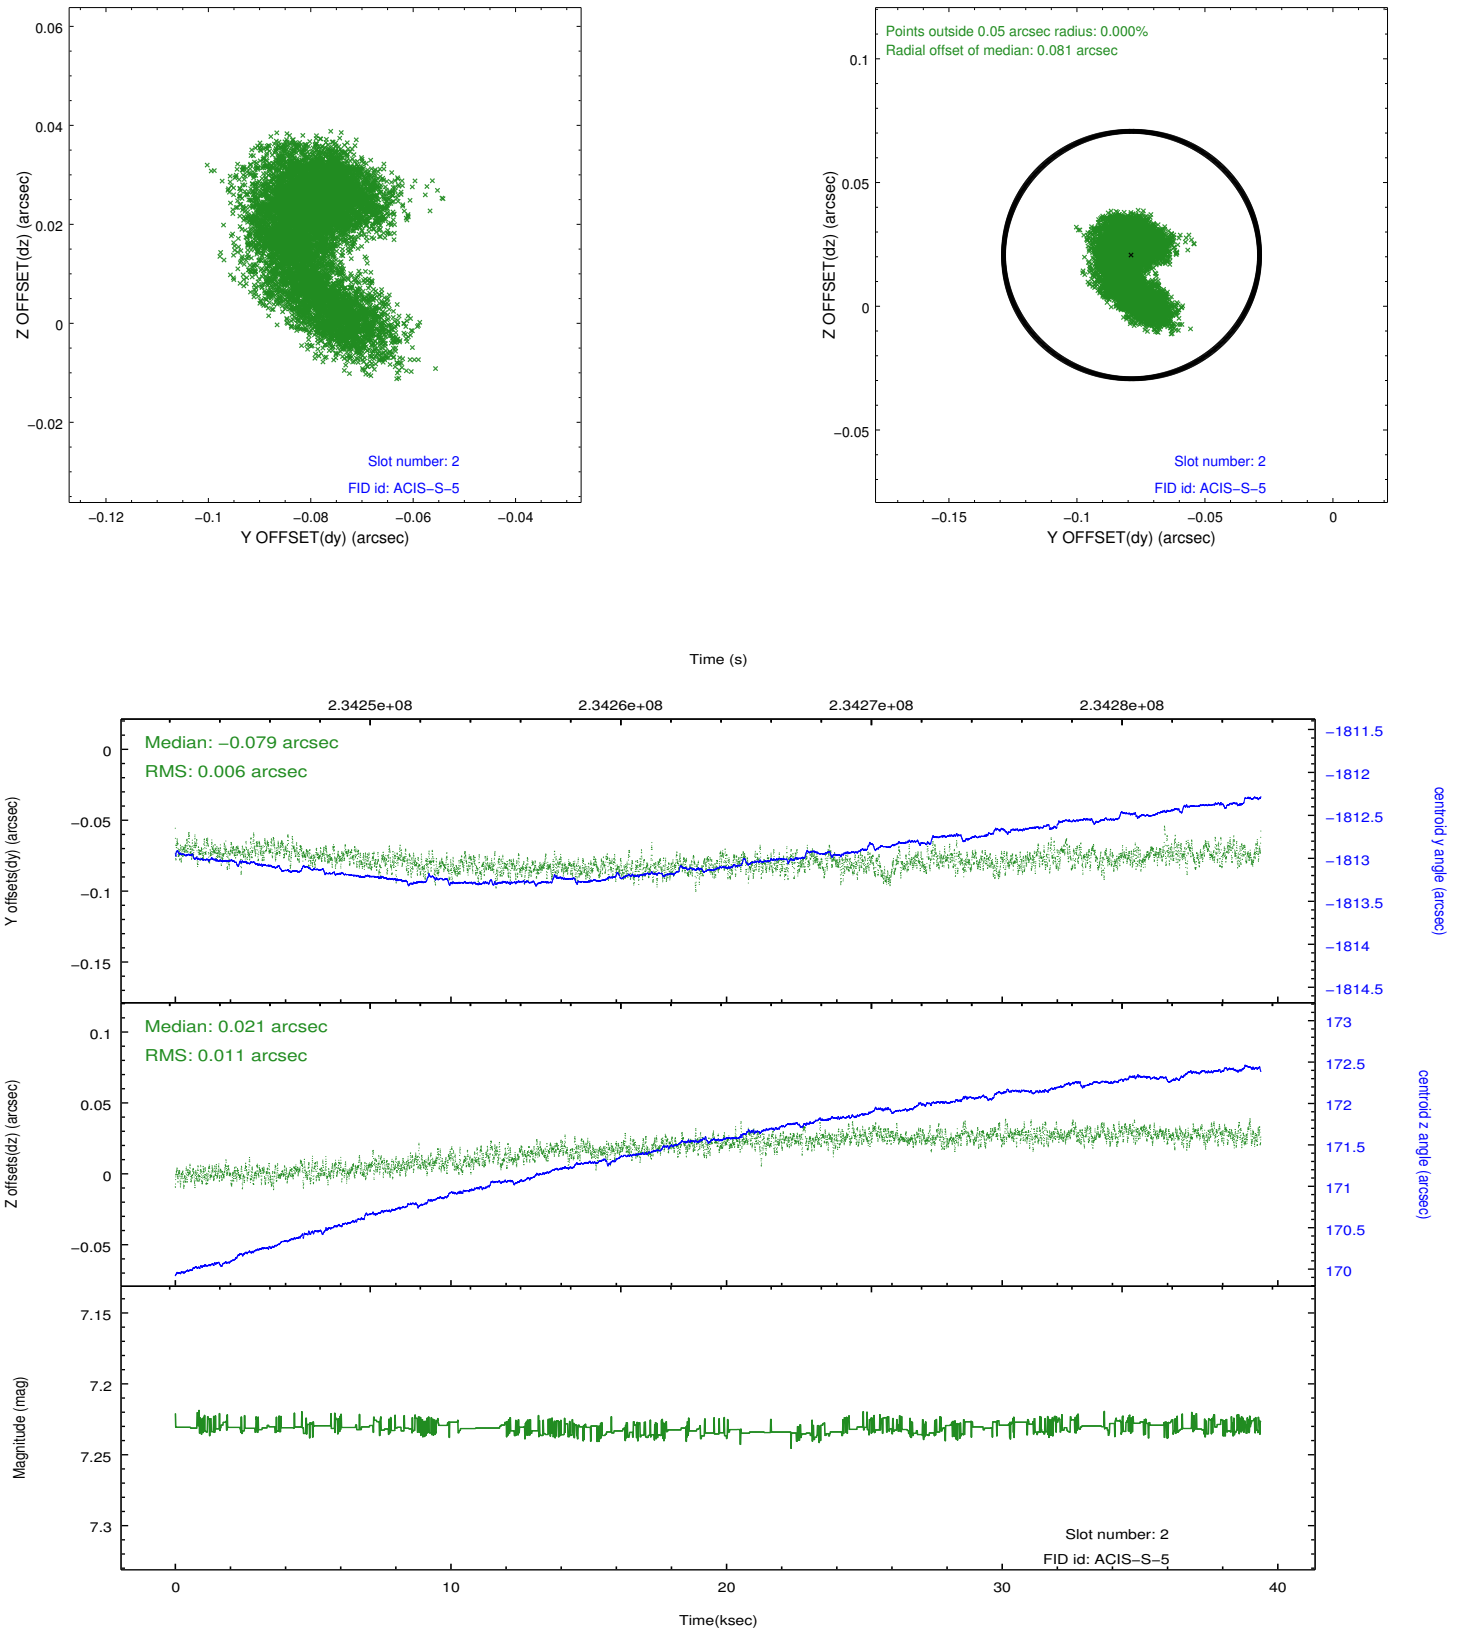 0.06
0.04
0.02
0
−0.02
Z OFFSET(dz) (arcsec)
Slot number: 2
FID id: ACIS−S−5
−0.12
−0.1
−0.08
−0.06
−0.04
Y OFFSET(dy) (arcsec)
Points outside 0.05 arcsec radius: 0.000%
Radial offset of median: 0.081 arcsec
0.1
0.05
0
−0.05
Z OFFSET(dz) (arcsec)
Slot number: 2
FID id: ACIS−S−5
−0.15
−0.1
−0.05
0
Y OFFSET(dy) (arcsec)
Time (s)
2.3425e+08
2.3426e+08
2.3427e+08
2.3428e+08
Median: −0.079 arcsec
RMS: 0.006 arcsec
0
−0.05
−0.1
−0.15
Y offsets(dy) (arcsec)
−1811.5
−1812
−1812.5
−1813
−1813.5
−1814
−1814.5
centroid y angle (arcsec)
Median: 0.021 arcsec
RMS: 0.011 arcsec
0.1
0.05
0
−0.05
Z offsets(dz) (arcsec)
173
172.5
172
171.5
171
170.5
170
centroid z angle (arcsec)
7.15
7.2
7.25
7.3
Magnitude (mag)
Slot number: 2
FID id: ACIS−S−5
0
10
20
30
40
Time(ksec)